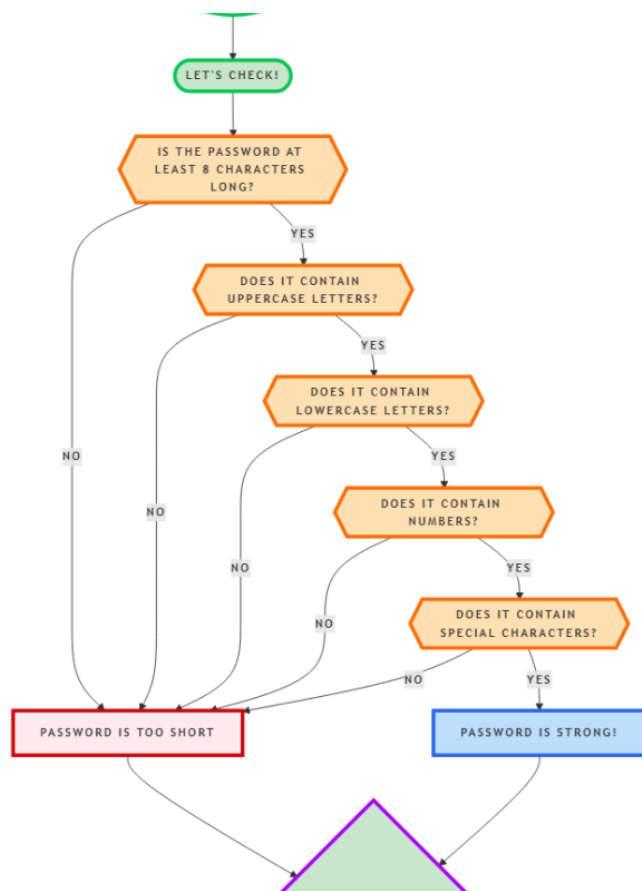 LET'S CHECK!
IS THE PASSWORD AT
LEAST 8 CHARACTERS
LONG?
YES
DOES IT CONTAIN
UPPERCASE LETTERS?
YES
DOES IT CONTAIN
LOWERCASE LETTERS?
NO
YES
DOES IT CONTAIN
NUMBERS?
NO
NO
YES
DOES IT CONTAIN
SPECIAL CHARACTERS?
NO
NO
YES
PASSWORD IS TOO SHORT
PASSWORD IS STRONG!